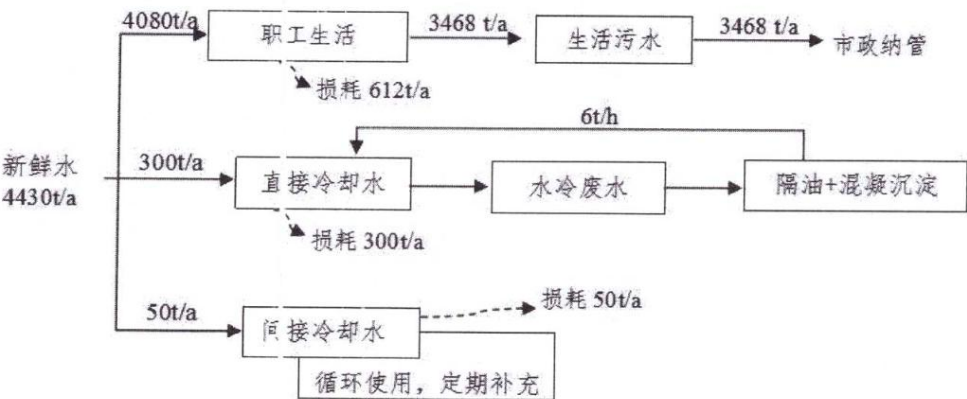 4080t/a
职工生活
3468 t/a
生活污水
3468 t/a
市政纳管
损耗 612t/a
6t/h
新鲜水
4430t/a
300t/a
直接冷却水
水冷废水
隔油+混凝沉淀
损耗 300t/a
50t/a
间接冷却水
损耗 50t/a
循环使用，定期补充